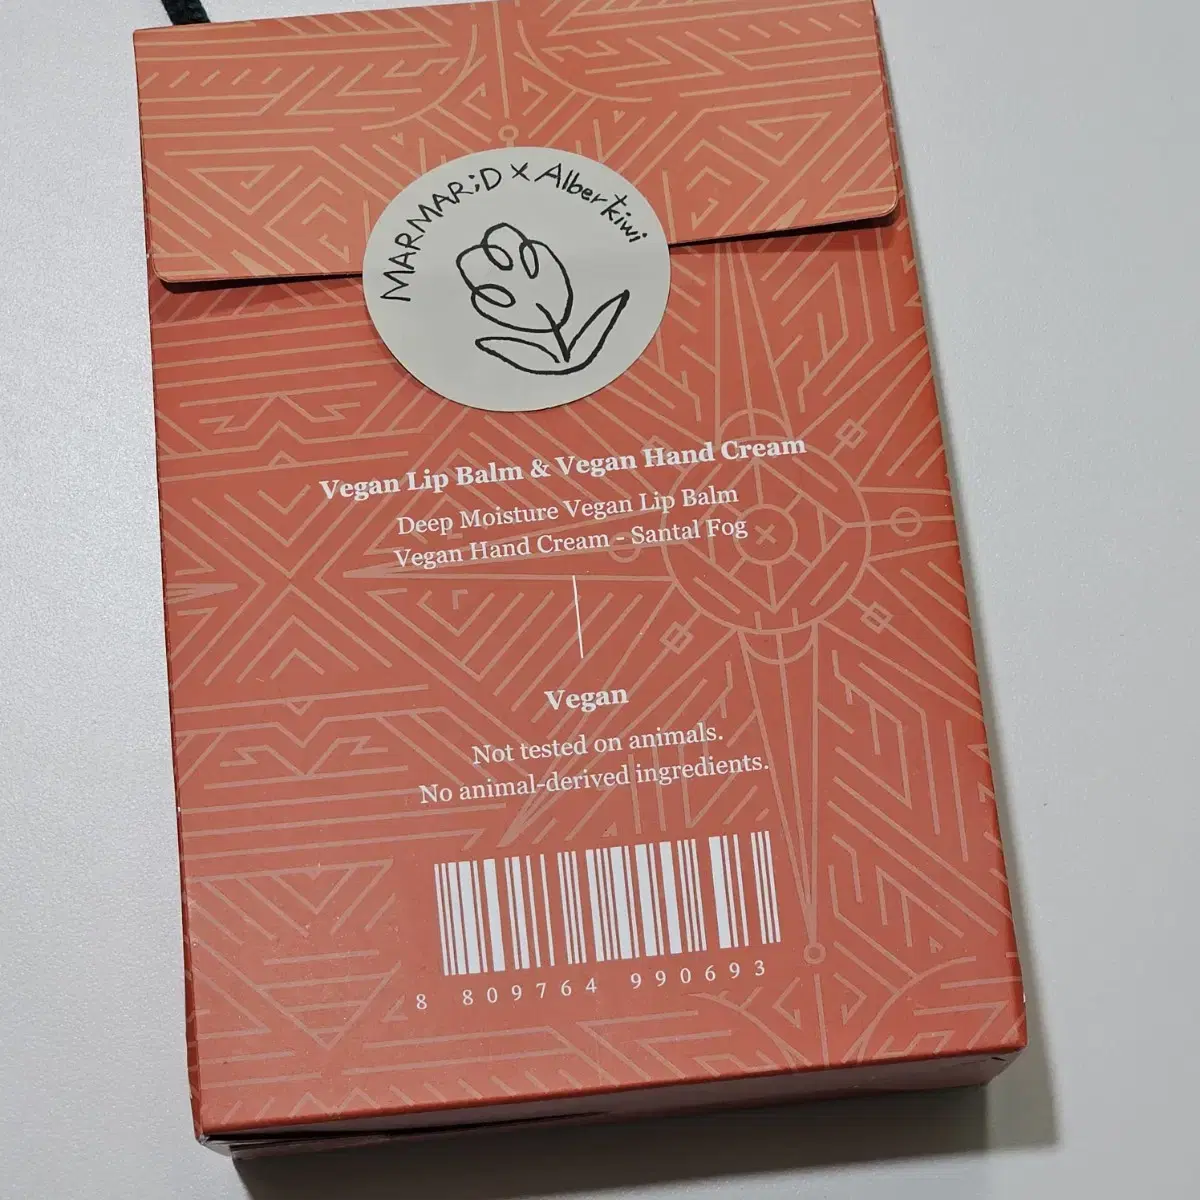 MARMAR;D x Albertkiwi
Vegan Lip Balm & Vegan Hand Cream
Deep Moisture Vegan Lip Balm
Vegan Hand Cream - Santal Fog
Vegan
Not tested on animals.
No animal-derived ingredients.
8 809764 990693